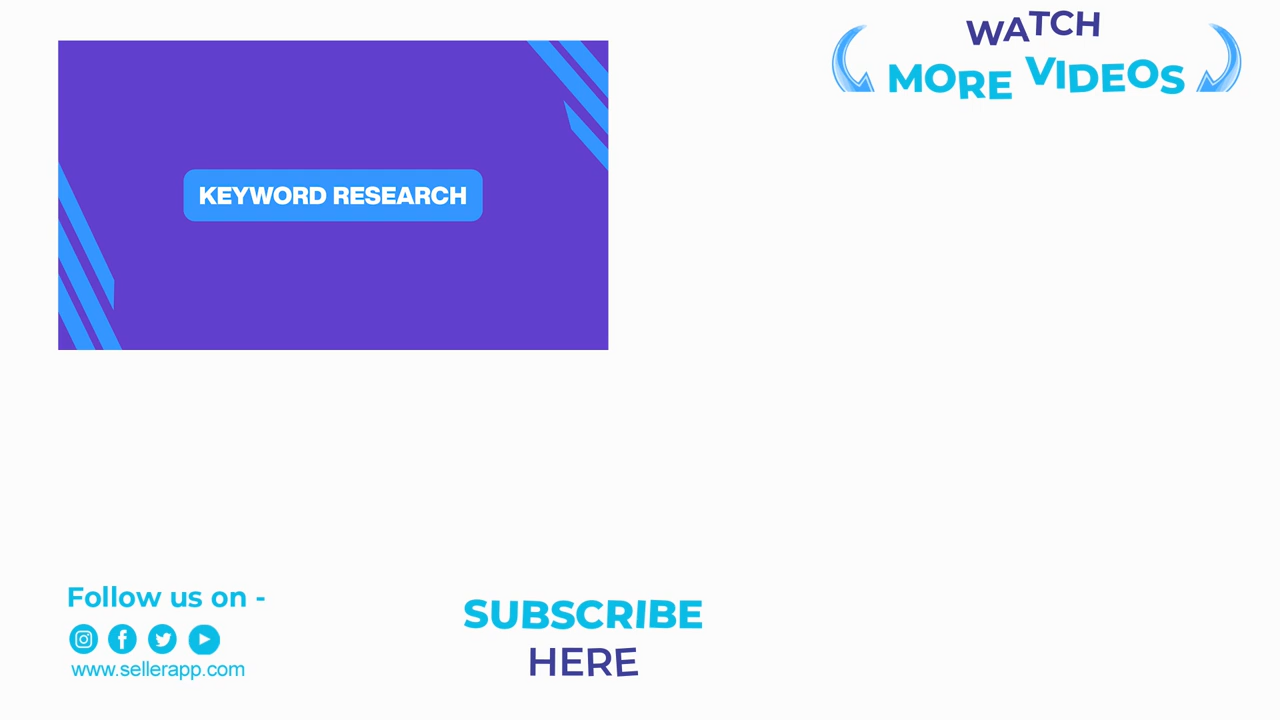 WATCH
MORE VIDEOS
KEYWORD RESEARCH
Follow us on -
www.sellerapp.com
SUBSCRIBE
HERE